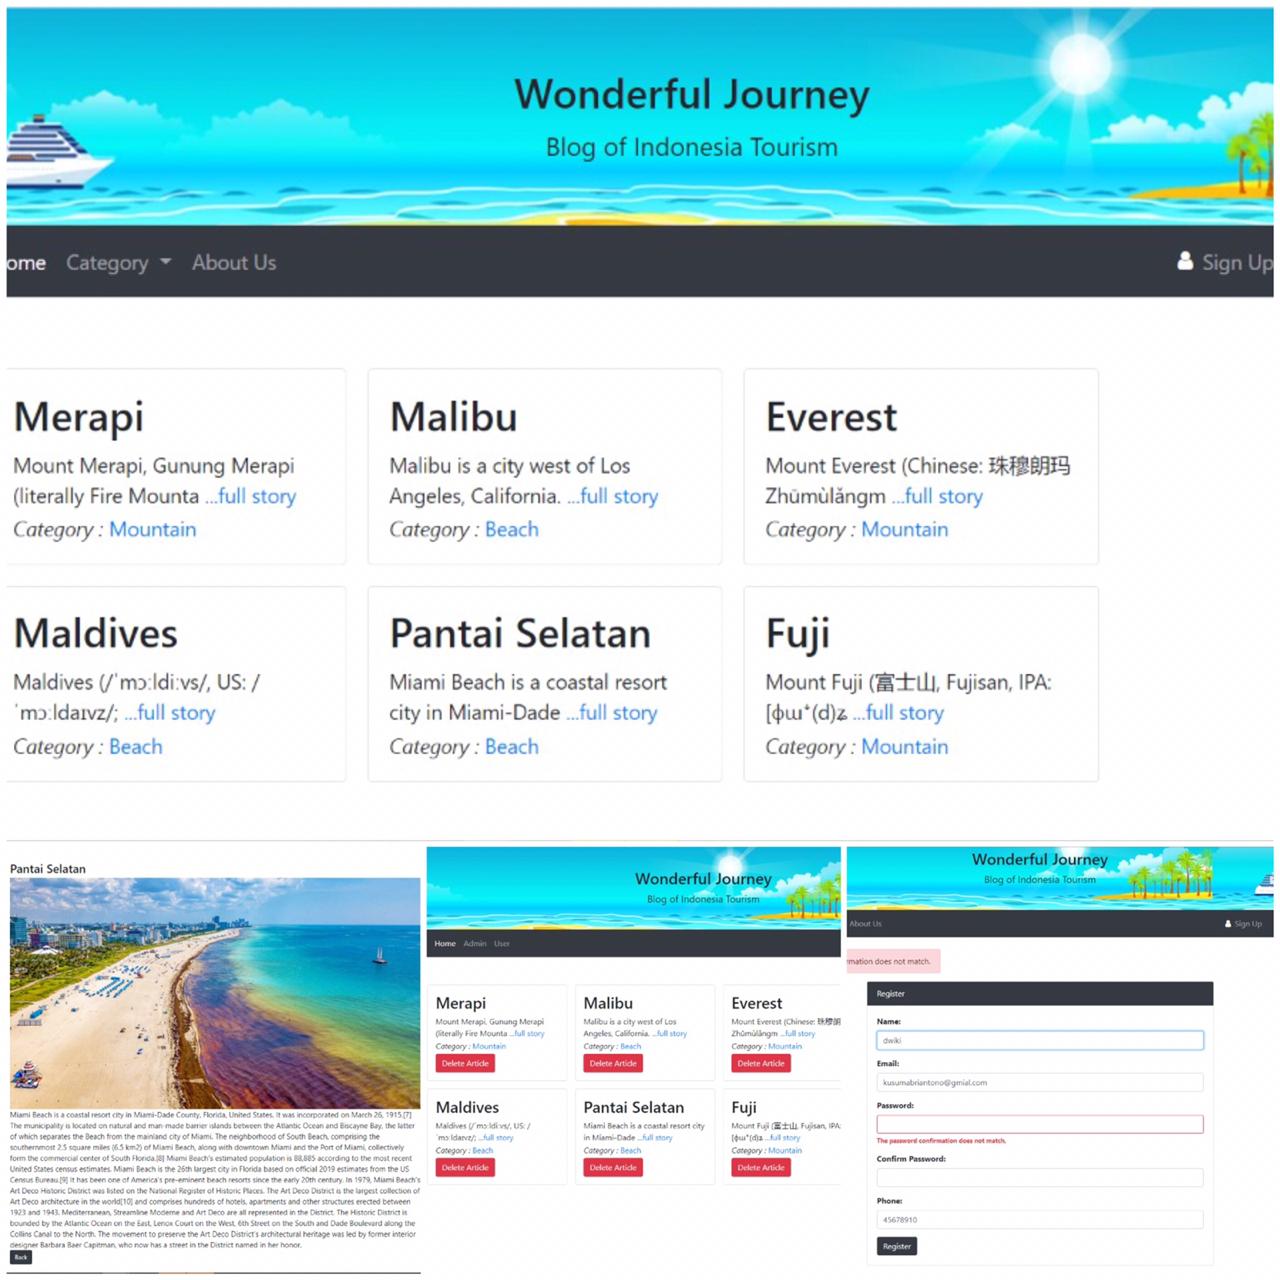 Wonderful Journey
Blog of Indonesia Tourism
ome Category About Us Sign Up
Merapi
Mount Merapi, Gunung Merapi
(literally Fire Mounta ...full story
Category : Mountain
Malibu
Malibu is a city west of Los
Angeles, California. ...full story
Category : Beach
Everest
Mount Everest (Chinese: 珠穆朗玛
Zhūmùlǎngm ...full story
Category : Mountain
Maldives
Maldives (/ˈmɔːldiːvs/, US: /
ˈmɔːldaɪvz/; ...full story
Category : Beach
Pantai Selatan
Miami Beach is a coastal resort
city in Miami-Dade ...full story
Category : Beach
Fuji
Mount Fuji (富士山, Fujisan, IPA:
[ɸɯꜜ(d)ʑ ...full story
Category : Mountain
Pantai Selatan
Miami Beach is a coastal resort city in Miami-Dade County, Florida, United States. It was incorporated on March 26, 1915.[7]
The municipality is located on natural and man-made barrier islands between the Atlantic Ocean and Biscayne Bay, the latter
of which separates the Beach from the mainland city of Miami. The neighborhood of South Beach, comprising the
southernmost 2.5 square miles (6.5 km2) of Miami Beach, along with downtown Miami and the Port of Miami, collectively
form the commercial center of South Florida.[8] Miami Beach's estimated population is 88,885 according to the most recent
United States census estimates. Miami Beach is the 26th largest city in Florida based on official 2019 estimates from the US
Census Bureau.[9] It has been one of America's pre-eminent beach resorts since the early 20th century. In 1979, Miami Beach's
Art Deco Historic District was listed on the National Register of Historic Places. The Art Deco District is the largest collection of
Art Deco architecture in the world[10] and comprises hundreds of hotels, apartments and other structures erected between
1923 and 1943. Mediterranean, Streamline Moderne and Art Deco are all represented in the District. The Historic District is
bounded by the Atlantic Ocean on the East, Lenox Court on the West, 6th Street on the South and Dade Boulevard along the
Collins Canal to the North. The movement to preserve the Art Deco District's architectural heritage was led by former interior
designer Barbara Baer Capitman, who now has a street in the District named in her honor.
Back
Wonderful Journey
Blog of Indonesia Tourism
Home Admin User
Merapi
Mount Merapi, Gunung Merapi
(literally Fire Mounta ...full story
Category : Mountain
Delete Article
Malibu
Malibu is a city west of Los
Angeles, California. ...full story
Category : Beach
Delete Article
Everest
Mount Everest (Chinese: 珠穆朗
Zhūmùlǎngm ...full story
Category : Mountain
Delete Article
Maldives
Maldives (/ˈmɔːldiːvs/, US: /
ˈmɔːldaɪvz/; ...full story
Category : Beach
Delete Article
Pantai Selatan
Miami Beach is a coastal resort city
in Miami-Dade ...full story
Category : Beach
Delete Article
Fuji
Mount Fuji (富士山, Fujisan, IPA:
[ɸɯꜜ(d)ʑ ...full story
Category : Mountain
Delete Article
Wonderful Journey
Blog of Indonesia Tourism
About Us Sign Up
rmation does not match.
Register
Name:
dwiki
Email:
kusumabriantono@gmial.com
Password:
The password confirmation does not match.
Confirm Password:
Phone:
45678910
Register